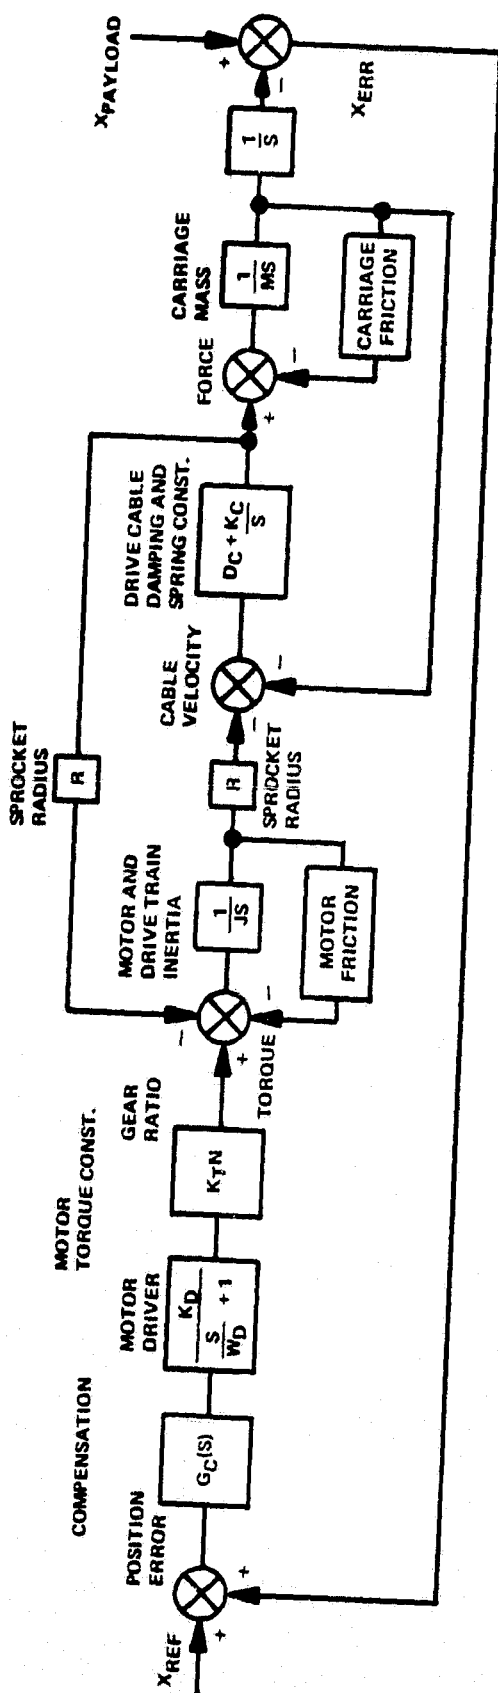 XREF
+
+
POSITION
ERROR
COMPENSATION
GC(S)
MOTOR
DRIVER
KD
S
WD
+ 1
MOTOR
TORQUE CONST.
GEAR
RATIO
KTN
TORQUE
+
−
−
MOTOR AND
DRIVE TRAIN
INERTIA
1
JS
MOTOR
FRICTION
SPROCKET
RADIUS
R
R
SPROCKET
RADIUS
CABLE
VELOCITY
−
−
DRIVE CABLE
DAMPING AND
SPRING CONST.
DC + KC
S
FORCE
+
−
CARRIAGE
MASS
1
MS
CARRIAGE
FRICTION
1
S
XPAYLOAD
+
−
XERR